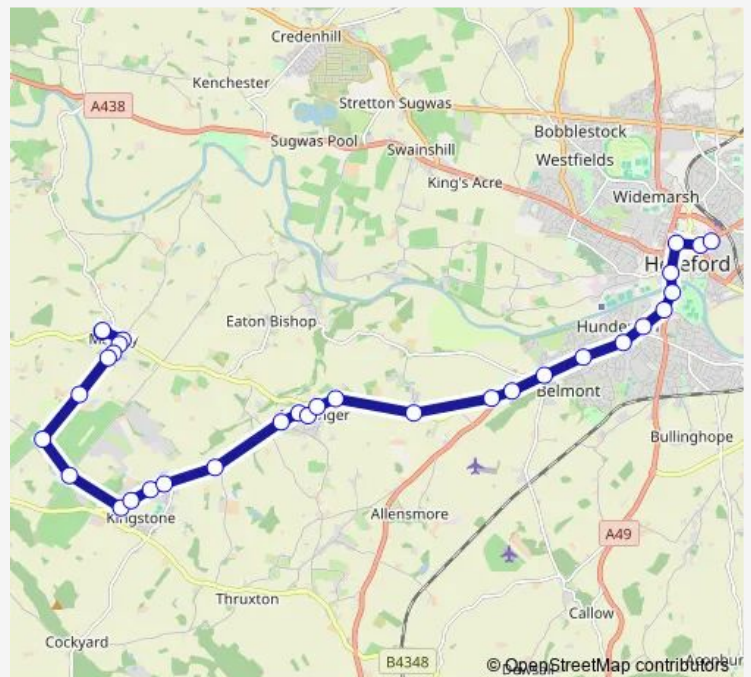 Credenhill
Kenchester
A438
Stretton Sugwas
Bobblestock
Sugwas Pool
Swainshill
Westfields
King's Acre
Widemarsh
Eaton Bishop
Belmont
Bullinghope
Kingstone
Allensmore
A49
Thruxton
Callow
Cockyard
B4348
© OpenStreetMap contributors